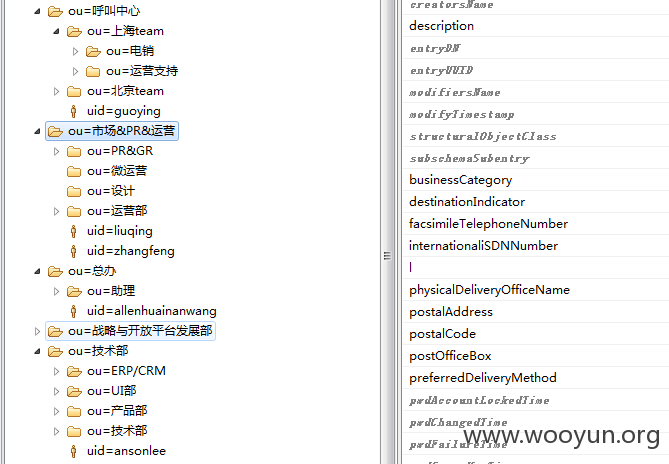 ou=呼叫中心
ou=上海team
ou=电销
ou=运营支持
ou=北京team
uid=guoying
ou=市场&PR&运营
ou=PR&GR
ou=微运营
ou=设计
ou=运营部
uid=liuqing
uid=zhangfeng
ou=总办
ou=助理
uid=allenhuainanwang
ou=战略与开放平台发展部
ou=技术部
ou=ERP/CRM
ou=UI部
ou=产品部
ou=技术部
uid=ansonlee
creatorsName
description
entryDN
entryUUID
modifiersName
modifyTimestamp
structuralObjectClass
subschemaSubentry
businessCategory
destinationIndicator
facsimileTelephoneNumber
internationaliSDNNumber
l
physicalDeliveryOfficeName
postalAddress
postalCode
postOfficeBox
preferredDeliveryMethod
pwdAccountLockedTime
pwdChangedTime
pwdFailureTime
www.wooyun.org